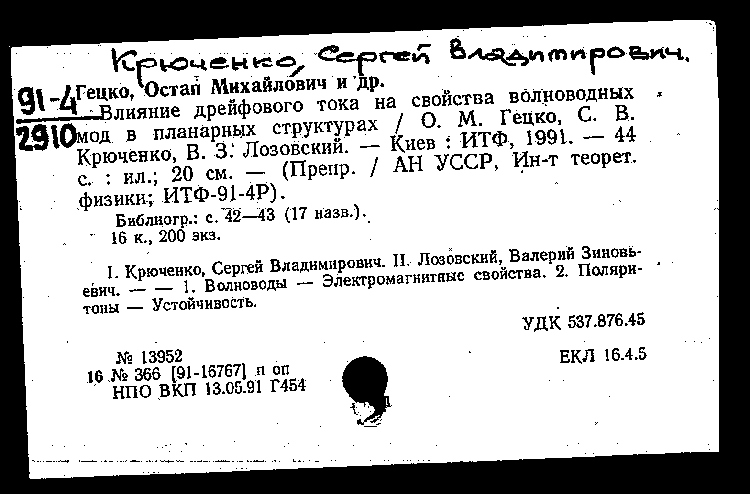 Крюченко, Сергей Владимирович.
91-4
2910
Гецко, Остап Михайлович и др.
Влияние дрейфового тока на свойства волноводных
мод в планарных структурах / О. М. Гецко, С. В.
Крюченко, В. З. Лозовский. — Киев : ИТФ, 1991. — 44
с. : ил.; 20 см. — (Препр. / АН УССР, Ин-т теорет.
физики; ИТФ-91-4Р).
Библиогр.: с. 42—43 (17 назв.).
16 к., 200 экз.
I. Крюченко, Сергей Владимирович. II. Лозовский, Валерий Зиновь-
евич. — — 1. Волноводы — Электромагнитные свойства. 2. Поляри-
тоны — Устойчивость.
УДК 537.876.45
№ 13952
ЕКЛ 16.4.5
16 № 366 [91-16767] п оп
НПО ВКП 13.05.91 Г454